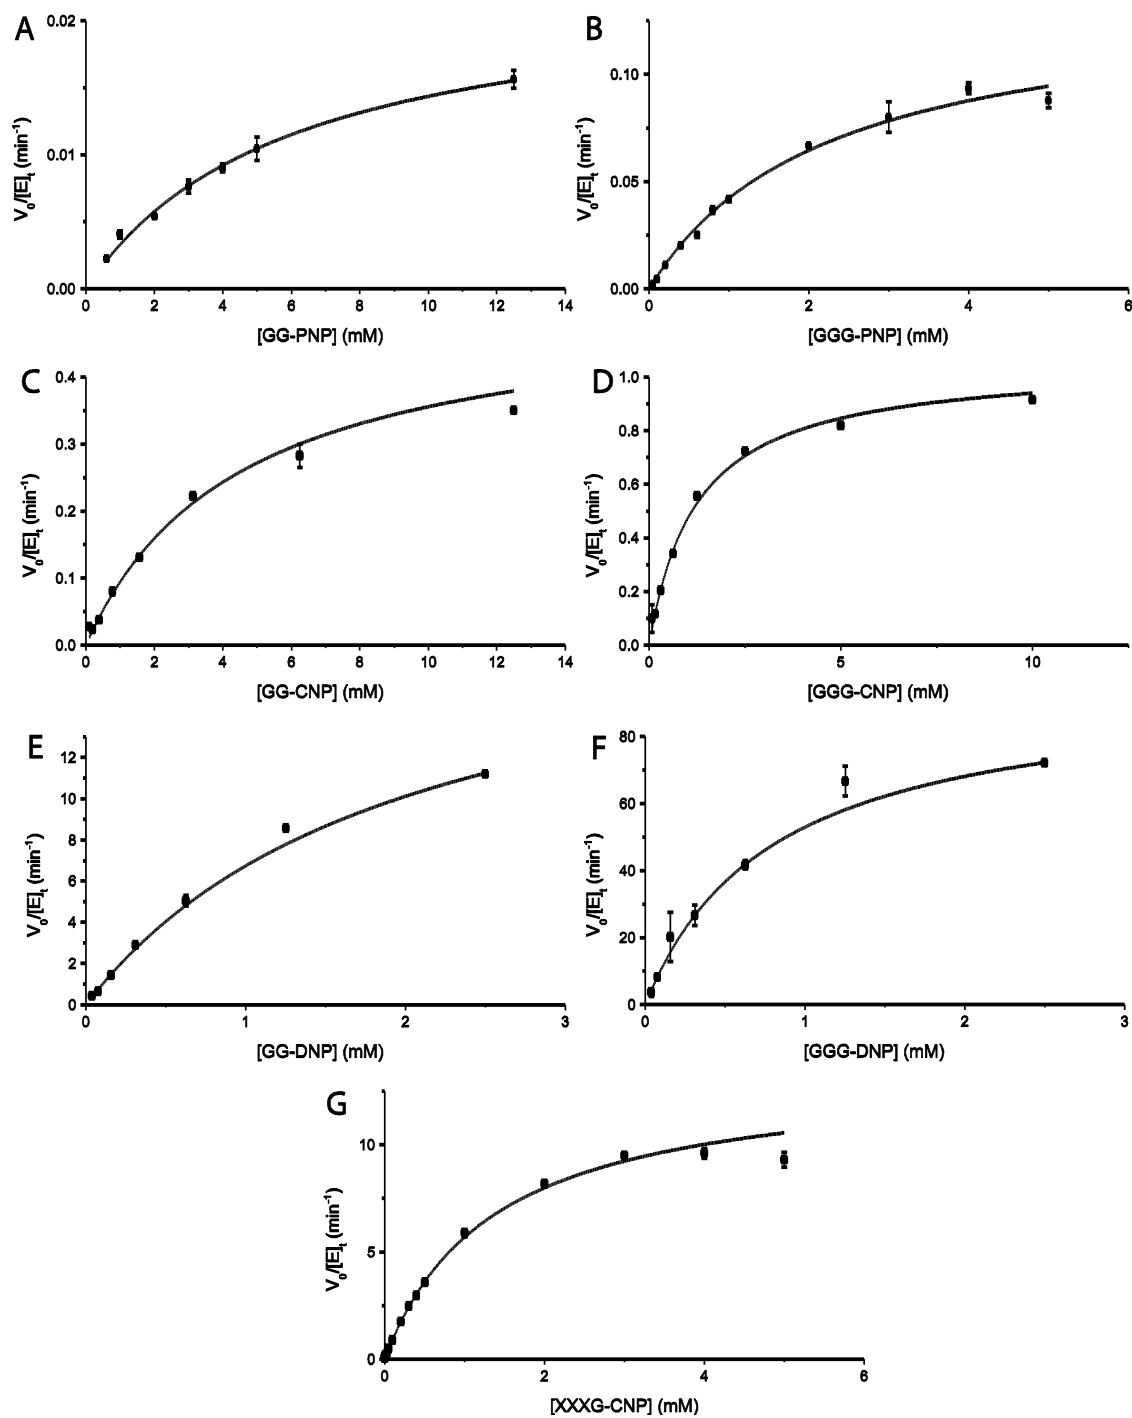 A
0.02
0.01
0.00
V0/[E]t (min-1)
0 2 4 6 8 10 12 14
[GG-PNP] (mM)
B
0.10
0.05
0.00
V0/[E]t (min-1)
0 2 4 6
[GGG-PNP] (mM)
C
0.4
0.3
0.2
0.1
0.0
V0/[E]t (min-1)
0 2 4 6 8 10 12 14
[GG-CNP] (mM)
D
1.0
0.8
0.6
0.4
0.2
0.0
V0/[E]t (min-1)
0 5 10
[GGG-CNP] (mM)
E
12
10
8
6
4
2
0
V0/[E]t (min-1)
0 1 2 3
[GG-DNP] (mM)
F
80
60
40
20
0
V0/[E]t (min-1)
0 1 2 3
[GGG-DNP] (mM)
G
10
5
0
V0/[E]t (min-1)
0 2 4 6
[XXXG-CNP] (mM)